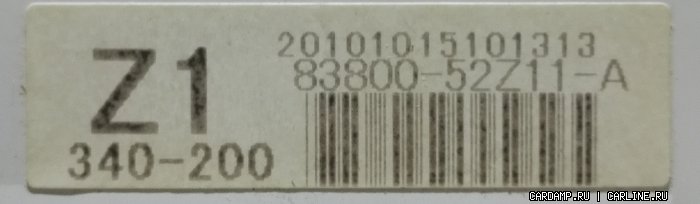 Z1
340-200
20101015101313
83800-52Z11-A
CARDAMP.RU | CARLINE.RU